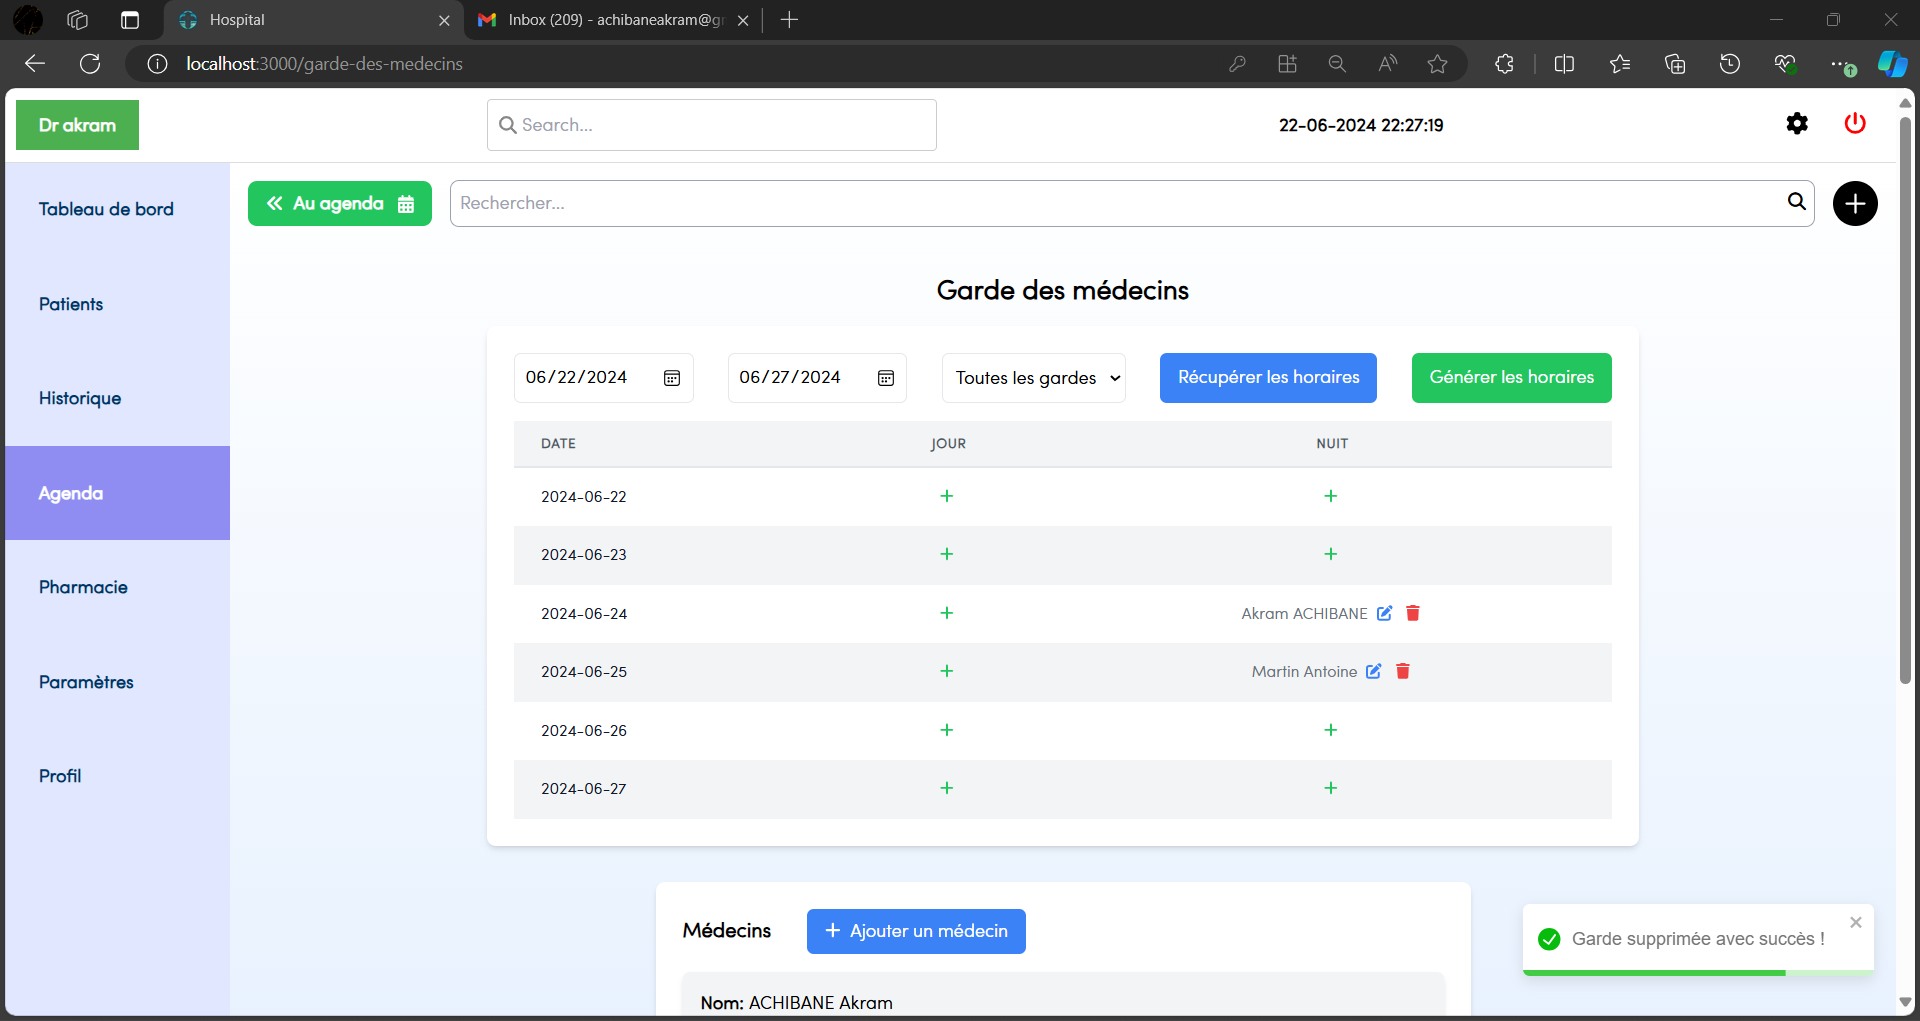 Hospital
Inbox (209) - achibaneakram@gr
localhost:3000/garde-des-medecins
Dr akram
Search...
22-06-2024 22:27:19
Tableau de bord
Patients
Historique
Agenda
Pharmacie
Paramètres
Profil
Au agenda
Rechercher...
Garde des médecins
06/22/2024
06/27/2024
Toutes les gardes
Récupérer les horaires
Générer les horaires
DATE JOUR NUIT
2024-06-22 + +
2024-06-23 + +
2024-06-24 + Akram ACHIBANE
2024-06-25 + Martin Antoine
2024-06-26 + +
2024-06-27 + +
Médecins
+ Ajouter un médecin
Nom: ACHIBANE Akram
Garde supprimée avec succès !